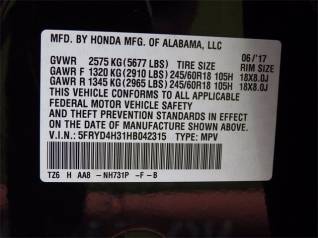 MFD. BY HONDA MFG. OF ALABAMA, LLC
06/'17
GVWR 2575 KG(5677 LBS) TIRE SIZE RIM SIZE
GAWR F 1320 KG(2910 LBS) 245/60R18 105H 18X8.0J
GAWR R 1345 KG(2965 LBS) 245/60R18 105H 18X8.0J
THIS VEHICLE CONFORMS TO ALL APPLICABLE
FEDERAL MOTOR VEHICLE SAFETY, BUMPER,
AND THEFT PREVENTION STANDARDS IN
EFFECT ON THE DATE OF MANUFACTURE SHOWN ABOVE.
V.I.N.: 5FRYD4H31HB042315 TYPE: MPV
TZ6 H AA8 -NH731P -F -B